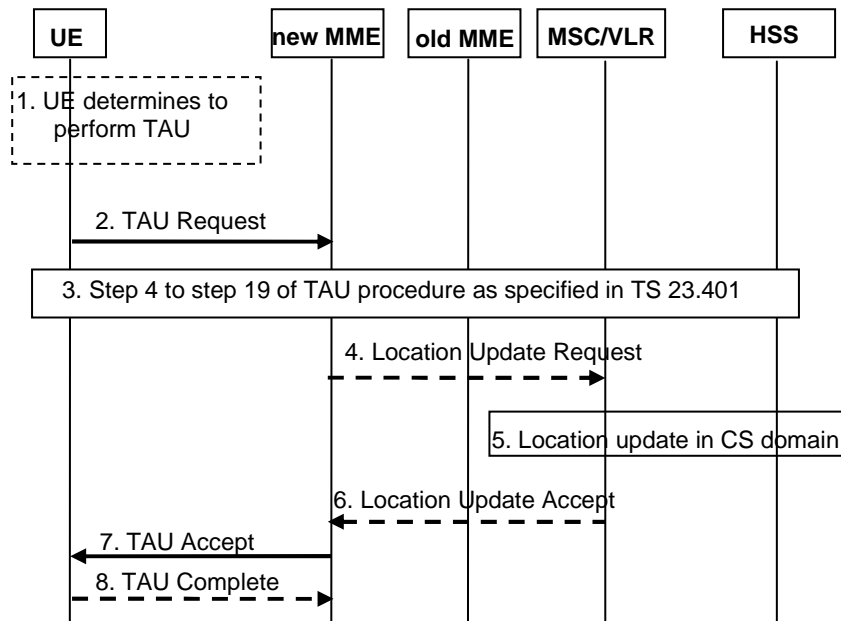 UE
new MME
old MME
MSC/VLR
HSS
1. UE determines to
perform TAU
2. TAU Request
3. Step 4 to step 19 of TAU procedure as specified in TS 23.401
4. Location Update Request
5. Location update in CS domain
6. Location Update Accept
7. TAU Accept
8. TAU Complete